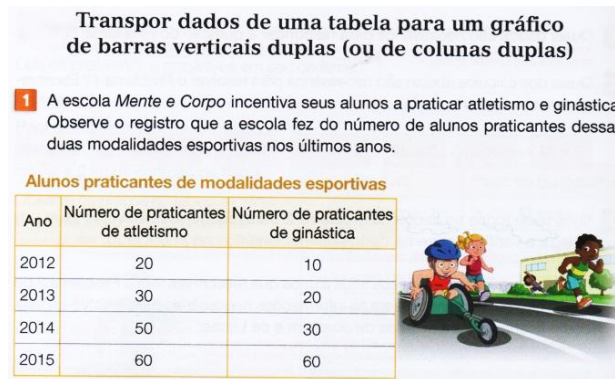 Transpor dados de uma tabela para um gráfico
de barras verticais duplas (ou de colunas duplas)
1 A escola Mente e Corpo incentiva seus alunos a praticar atletismo e ginástica
Observe o registro que a escola fez do número de alunos praticantes dessa
duas modalidades esportivas nos últimos anos.
Alunos praticantes de modalidades esportivas
Ano Número de praticantes de atletismo Número de praticantes de ginástica
2012 20 10
2013 30 20
2014 50 30
2015 60 60